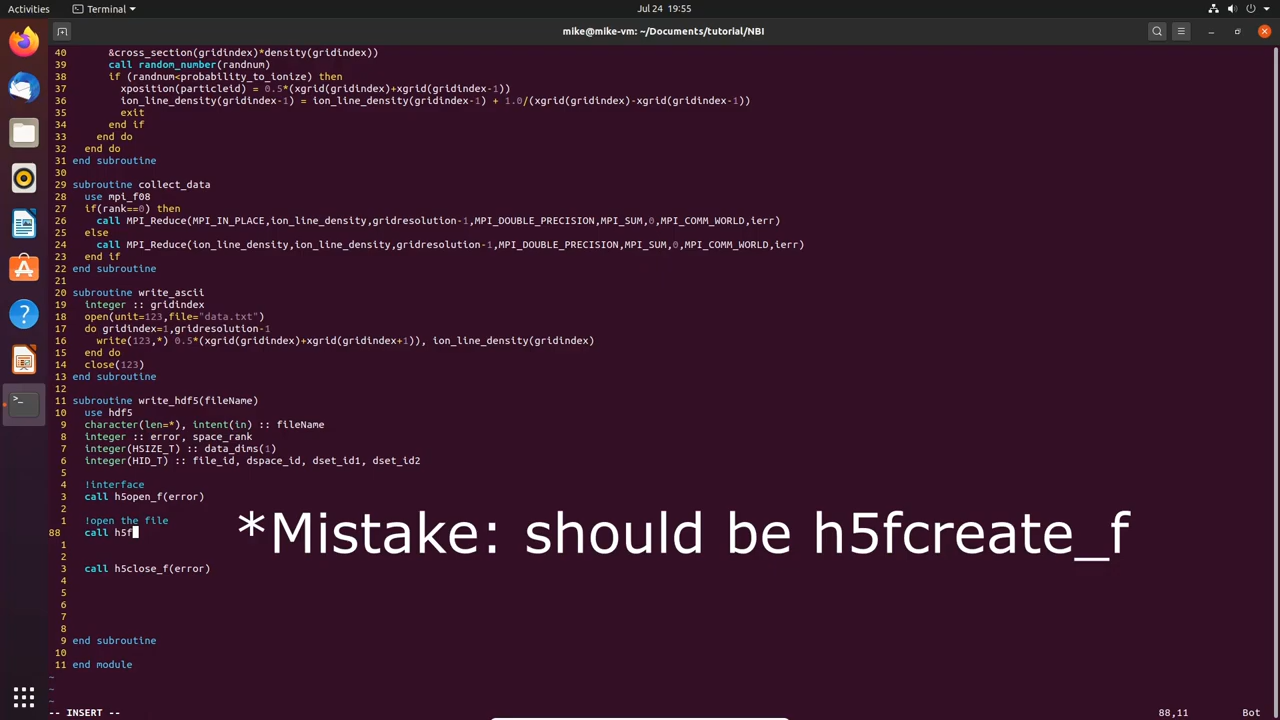 Activities
Terminal
Jul 24 19:55
mike@mike-vm: ~/Documents/tutorial/NBI
40 &cross_section(gridindex)*density(gridindex))
39 call random_number(randnum)
38 if (randnum<probability_to_ionize) then
37 xposition(particleid) = 0.5*(xgrid(gridindex)+xgrid(gridindex-1))
36 ion_line_density(gridindex-1) = ion_line_density(gridindex-1) + 1.0/(xgrid(gridindex)-xgrid(gridindex-1))
35 exit
34 end if
33 end do
32 end do
31 end subroutine
30
29 subroutine collect_data
28 use mpi_f08
27 if(rank==0) then
26 call MPI_Reduce(MPI_IN_PLACE,ion_line_density,gridresolution-1,MPI_DOUBLE_PRECISION,MPI_SUM,0,MPI_COMM_WORLD,ierr)
25 else
24 call MPI_Reduce(ion_line_density,ion_line_density,gridresolution-1,MPI_DOUBLE_PRECISION,MPI_SUM,0,MPI_COMM_WORLD,ierr)
23 end if
22 end subroutine
21
20 subroutine write_ascii
19 integer :: gridindex
18 open(unit=123,file="data.txt")
17 do gridindex=1,gridresolution-1
16 write(123,*) 0.5*(xgrid(gridindex)+xgrid(gridindex+1)), ion_line_density(gridindex)
15 end do
14 close(123)
13 end subroutine
12
11 subroutine write_hdf5(fileName)
10 use hdf5
9 character(len=*), intent(in) :: fileName
8 integer :: error, space_rank
7 integer(HSIZE_T) :: data_dims(1)
6 integer(HID_T) :: file_id, dspace_id, dset_id1, dset_id2
5
4 !interface
3 call h5open_f(error)
2
1 !open the file
88 call h5f
*Mistake: should be h5fcreate_f
1
2
3 call h5close_f(error)
4
5
6
7
8
9 end subroutine
10
11 end module
~
~
~
-- INSERT --
88,11
Bot